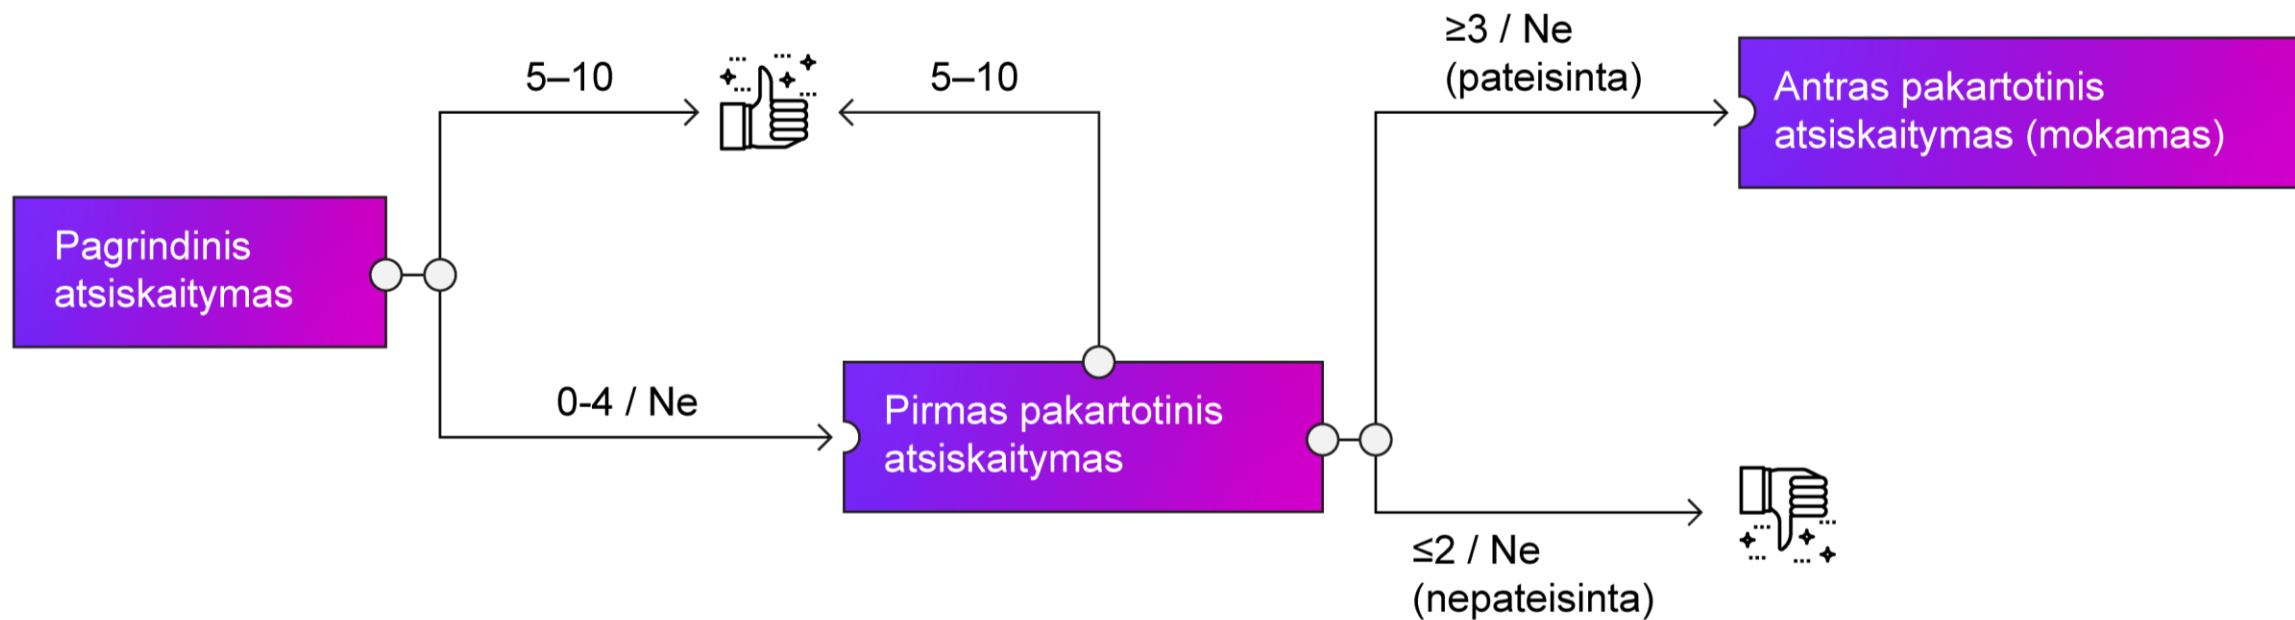 Pagrindinis
atsiskaitymas
5–10
0-4 / Ne
5–10
Pirmas pakartotinis
atsiskaitymas
≥3 / Ne
(pateisinta)
Antras pakartotinis
atsiskaitymas (mokamas)
≤2 / Ne
(nepateisinta)